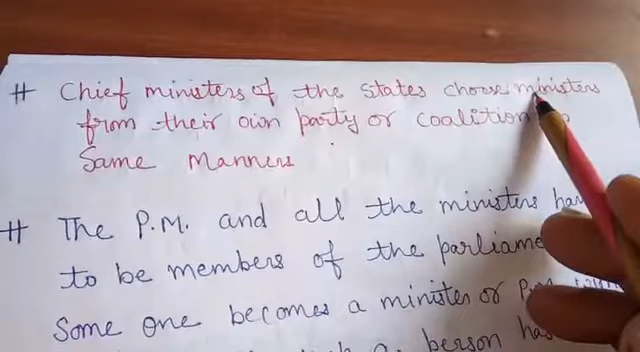 # Chief ministers of the States choose ministers
from their own party or coalition
Same Manners
# The P.M. and all the ministers
to be members of the
Some One becomes a minister or